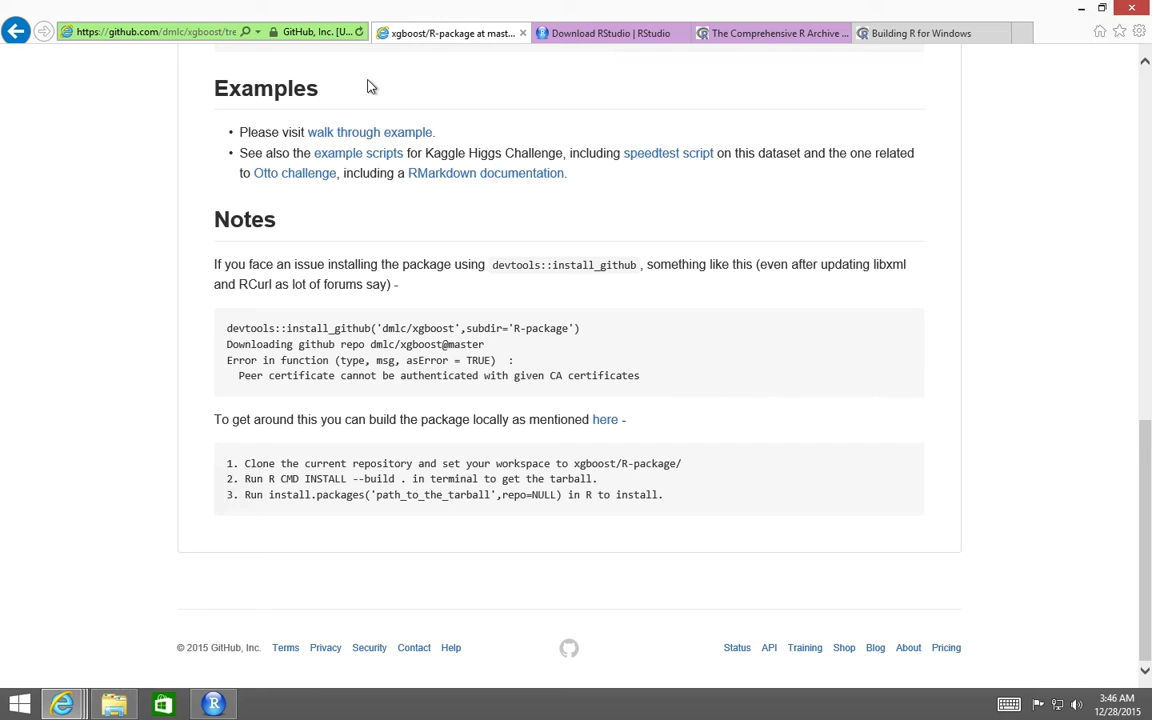 https://github.com/dmlc/xgboost/tre
GitHub, Inc. [U...
xgboost/R-package at mast...
Download RStudio | RStudio
The Comprehensive R Archive ...
Building R for Windows
Examples
• Please visit walk through example.
• See also the example scripts for Kaggle Higgs Challenge, including speedtest script on this dataset and the one related
to Otto challenge, including a RMarkdown documentation.
Notes
If you face an issue installing the package using devtools::install_github , something like this (even after updating libxml
and RCurl as lot of forums say) -
devtools::install_github('dmlc/xgboost',subdir='R-package')
Downloading github repo dmlc/xgboost@master
Error in function (type, msg, asError = TRUE)  :
Peer certificate cannot be authenticated with given CA certificates
To get around this you can build the package locally as mentioned here -
1. Clone the current repository and set your workspace to xgboost/R-package/
2. Run R CMD INSTALL --build . in terminal to get the tarball.
3. Run install.packages('path_to_the_tarball',repo=NULL) in R to install.
© 2015 GitHub, Inc. Terms Privacy Security Contact Help
Status API Training Shop Blog About Pricing
3:46 AM
12/28/2015